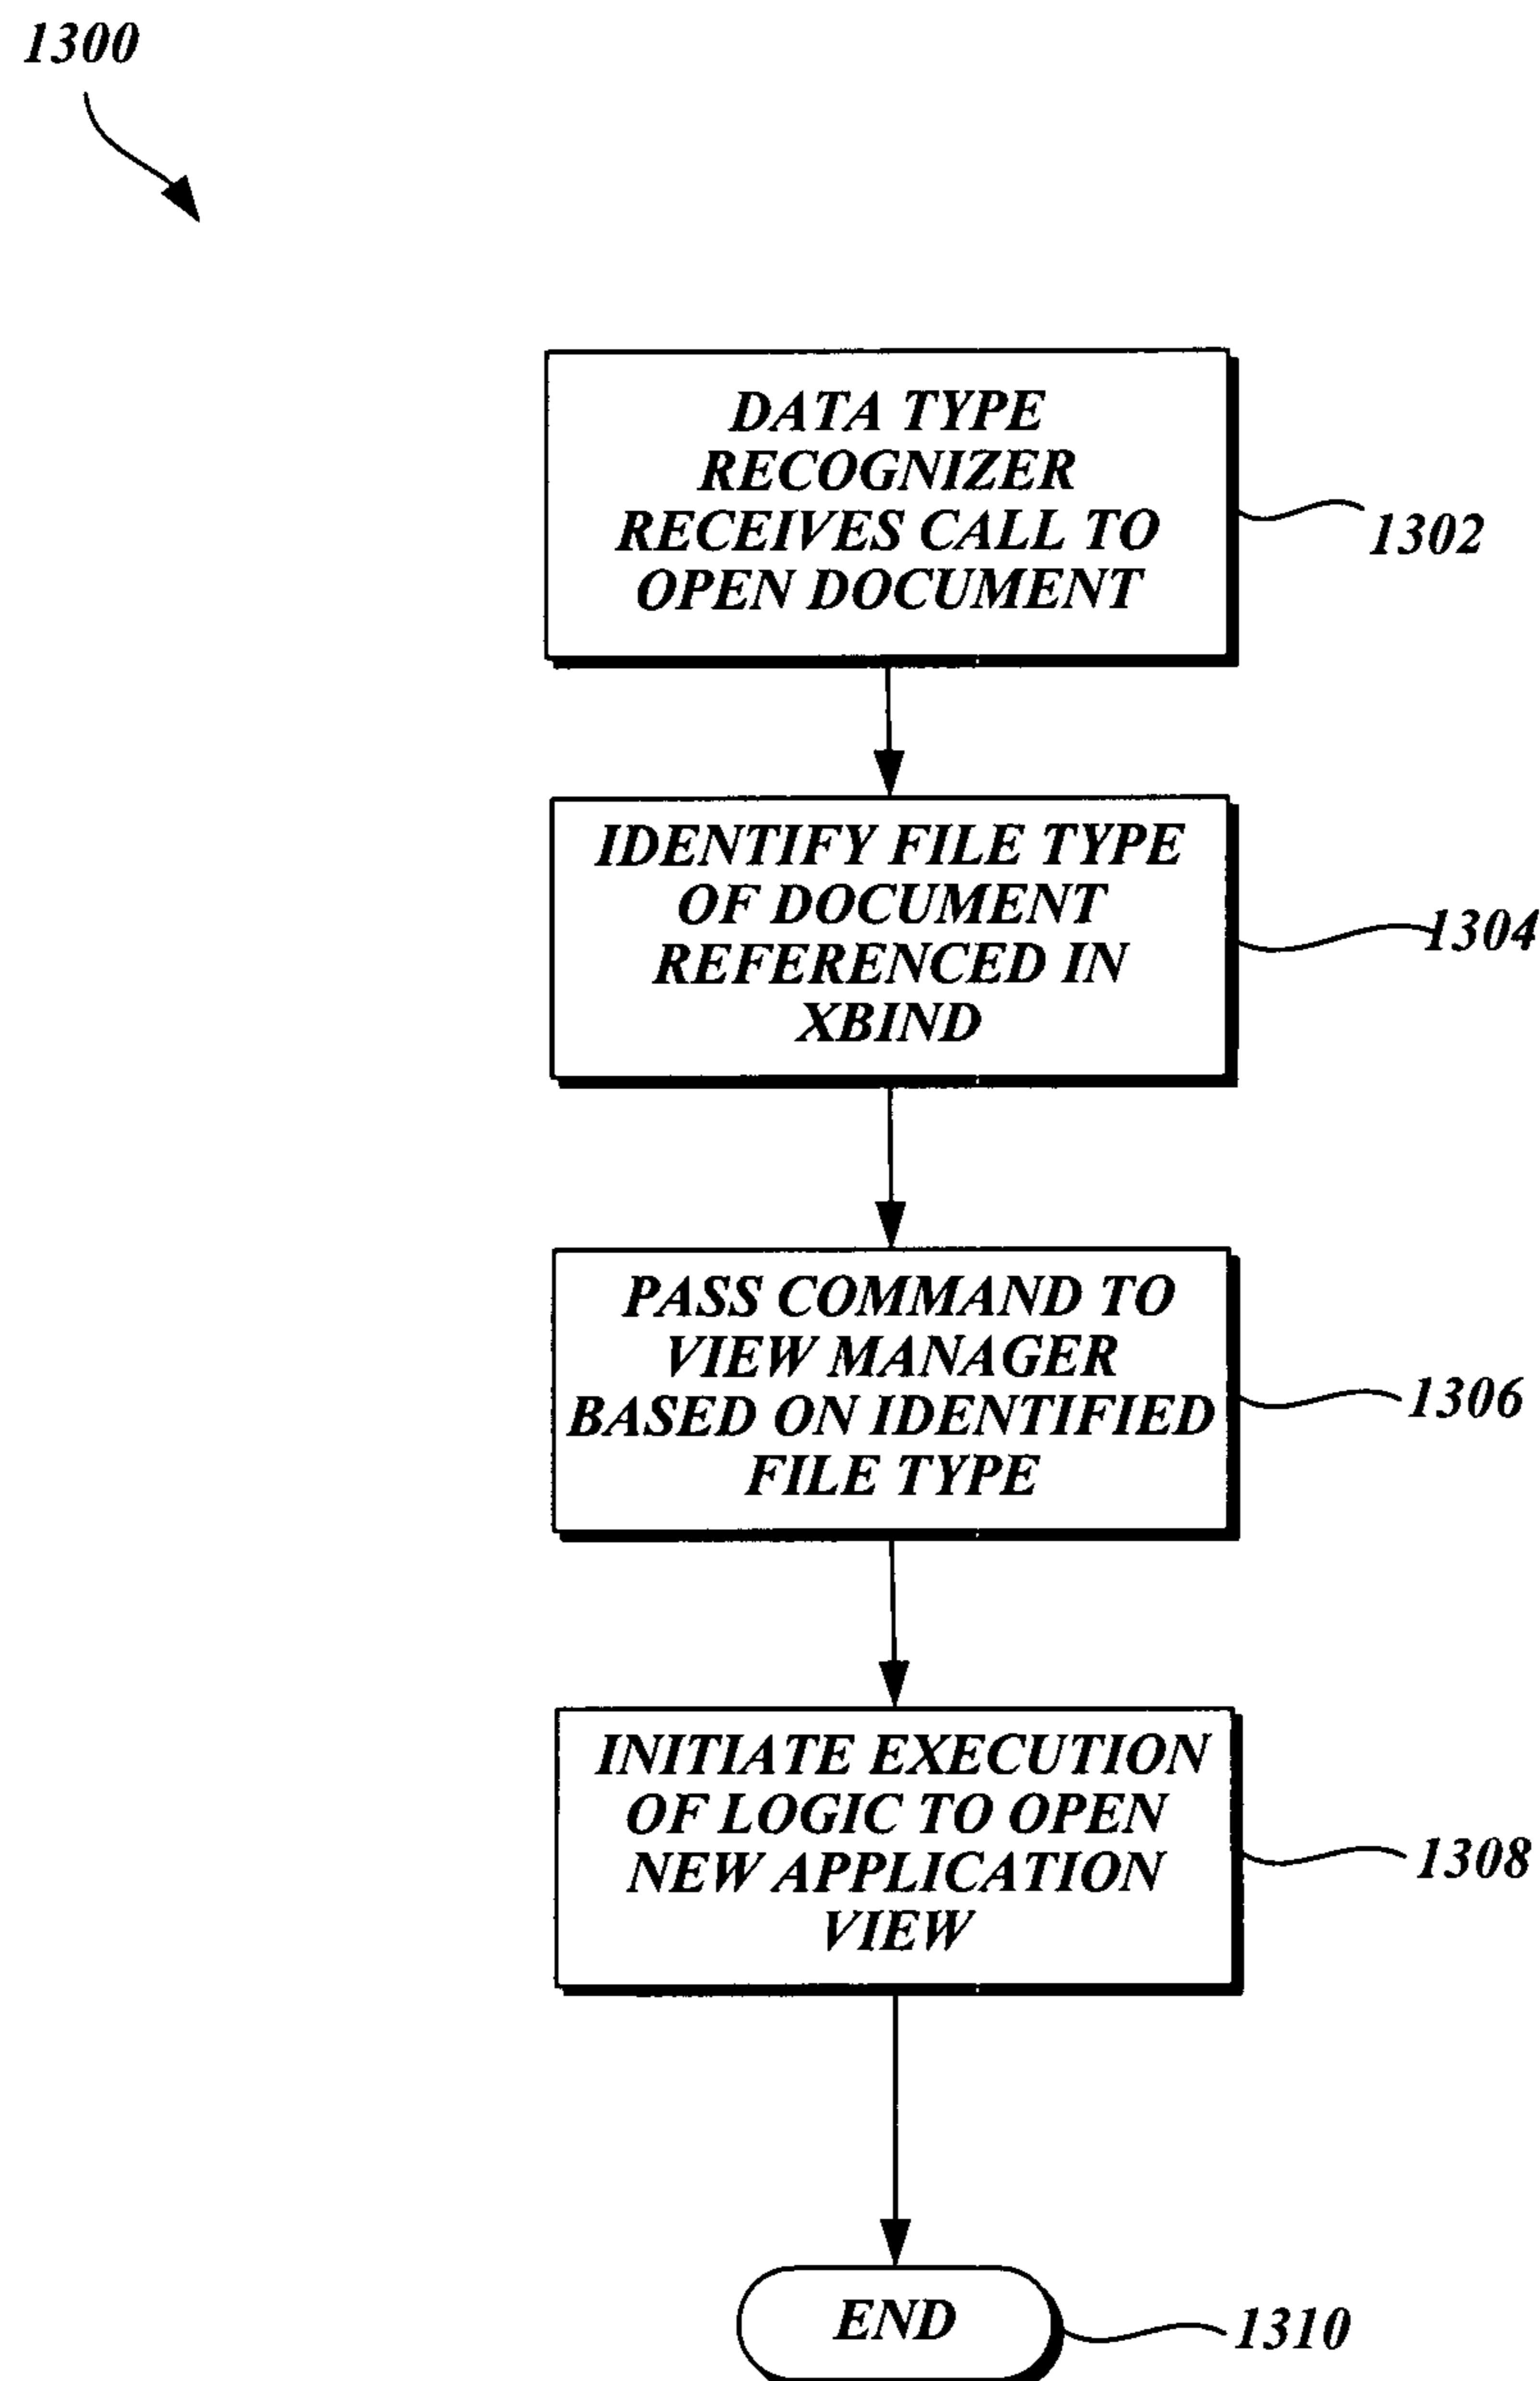 1300
DATA TYPE
RECOGNIZER
RECEIVES CALL TO
OPEN DOCUMENT
1302
IDENTIFY FILE TYPE
OF DOCUMENT
REFERENCED IN
XBIND
1304
PASS COMMAND TO
VIEW MANAGER
BASED ON IDENTIFIED
FILE TYPE
1306
INITIATE EXECUTION
OF LOGIC TO OPEN
NEW APPLICATION
VIEW
1308
END
1310